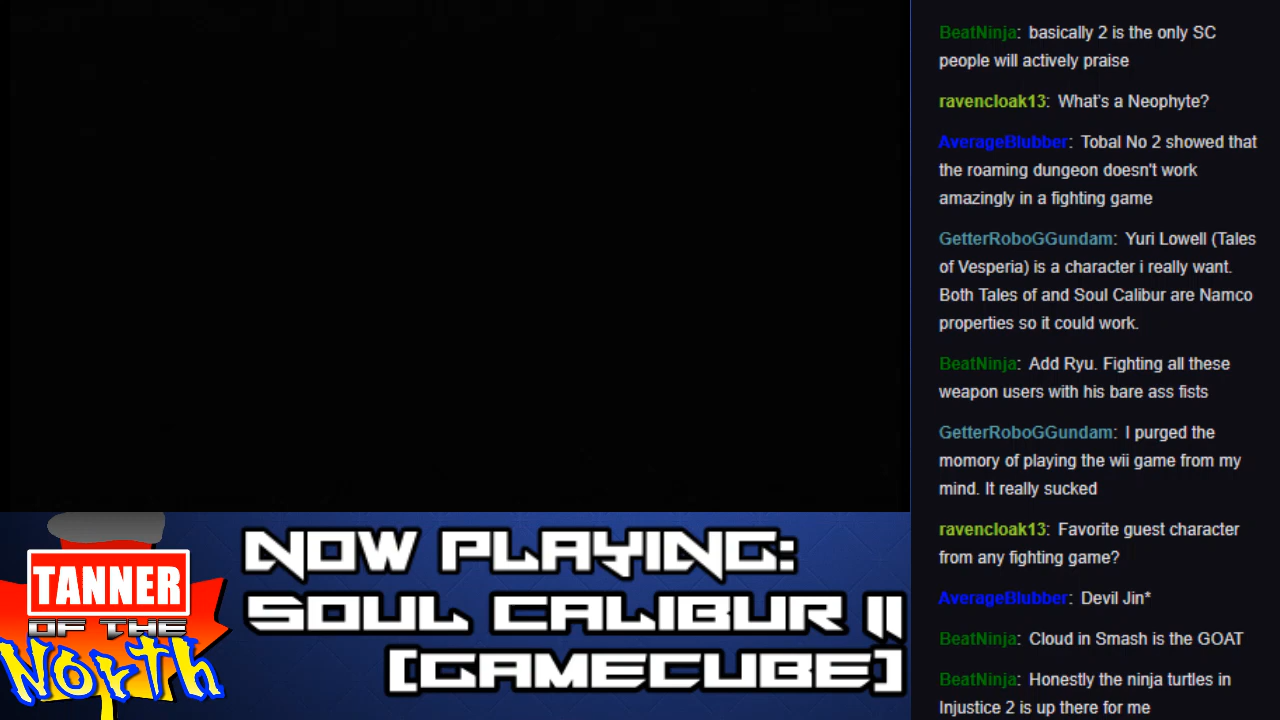 BeatNinja: basically 2 is the only SC
people will actively praise
ravencloak13: What's a Neophyte?
AverageBlubber: Tobal No 2 showed that
the roaming dungeon doesn't work
amazingly in a fighting game
GetterRoboGGundam: Yuri Lowell (Tales
of Vesperia) is a character i really want.
Both Tales of and Soul Calibur are Namco
properties so it could work.
BeatNinja: Add Ryu. Fighting all these
weapon users with his bare ass fists
GetterRoboGGundam: I purged the
momory of playing the wii game from my
mind. It really sucked
ravencloak13: Favorite guest character
from any fighting game?
AverageBlubber: Devil Jin*
BeatNinja: Cloud in Smash is the GOAT
BeatNinja: Honestly the ninja turtles in
Injustice 2 is up there for me
TANNER
OF THE
North
NOW PLAYING:
SOUL CALIBUR II
[GAMECUBE]